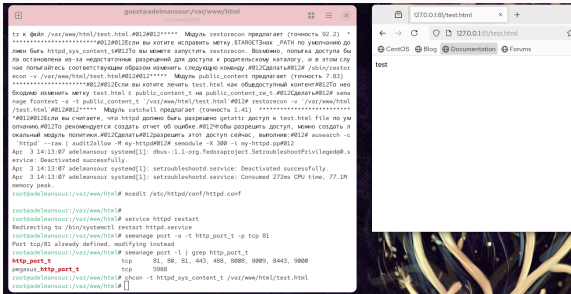 guest@adelmansour:/var/www/html
/var/www/html
тг к файл /var/www/html/test.html.#012#012***** Модуль restorecon предлагает (точность 92.2) *
*********************#012#012Если вы хотите исправить метку.$TARGETЗнак _PATH по умолчанию до
лжен быть httpd_sys_content_t#012То вы можете запустить restorecon. Возможно, попытка доступа бы
ла остановлена из-за недостаточных разрешений для доступа к родительскому каталогу, и в этом слу
чае попытайтесь соответствующим образом изменить следующую команду.#012Сделать#012# /sbin/restor
econ -v /var/www/html/test.html#012#012***** Модуль public_content предлагает (точность 7.83)
*********************#012#012Если вы хотите лечить test.html как общедоступный контент#012То нео
бходимо изменить метку test.html с public_content_t на public_content_re_t.#012Сделать#012# sema
nage fcontext -a -t public_content_t '/var/www/html/test.html'#012# restorecon -v '/var/www/html
/test.html'#012#012***** Модуль catchall предлагает (точность 1.41) **********************
*#012#012Если вы считаете, что httpd должно быть разрешено getattr доступ к test.html file по ум
олчанию.#012То рекомендуется создать отчет об ошибке.#012Чтобы разрешить доступ, можно создать л
окальный модуль политики.#012Сделать#012разрешить этот доступ сейчас, выполнив:#012# ausearch -c
'httpd' --raw | audit2allow -M my-httpd#012# semodule -X 300 -i my-httpd.pp#012
Apr 3 14:13:07 adelmansour systemd[1]: dbus-:1.1-org.fedoraproject.SetroubleshootPrivileged@0.s
ervice: Deactivated successfully.
Apr 3 14:13:07 adelmansour systemd[1]: setroubleshootd.service: Deactivated successfully.
Apr 3 14:13:07 adelmansour systemd[1]: setroubleshootd.service: Consumed 272ms CPU time, 77.1M
memory peak.
root@adelmansour:/var/www/html# mcedit /etc/httpd/conf/httpd.conf
root@adelmansour:/var/www/html#
root@adelmansour:/var/www/html# service httpd restart
Redirecting to /bin/systemctl restart httpd.service
root@adelmansour:/var/www/html# semanage port -a -t http_port_t -p tcp 81
Port tcp/81 already defined, modifying instead
root@adelmansour:/var/www/html# semanage port -l | grep http_port_t
http_port_t tcp 81, 80, 81, 443, 488, 8008, 8009, 8443, 9000
pegasus_http_port_t tcp 5988
root@adelmansour:/var/www/html# chcon -t httpd_sys_content_t /var/www/html/test.html
root@adelmansour:/var/www/html#
127.0.0.1:81/test.html
127.0.0.1:81/test.html
CentOS Blog Documentation Forums
test